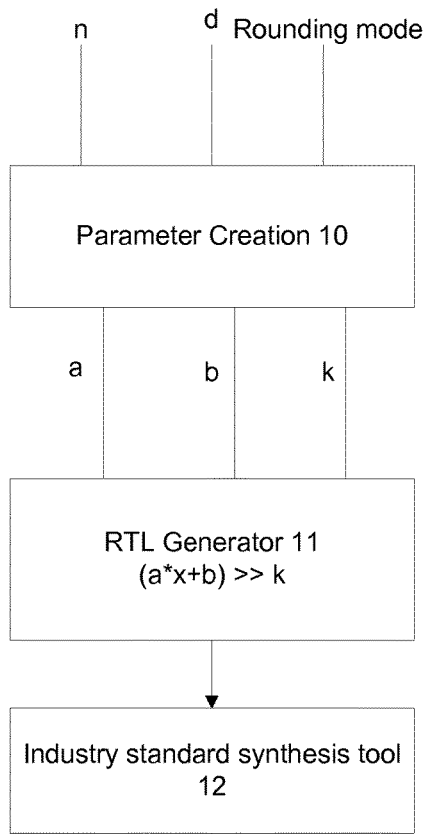 n d Rounding mode
Parameter Creation 10
a b k
RTL Generator 11
(a*x+b) >> k
Industry standard synthesis tool
12